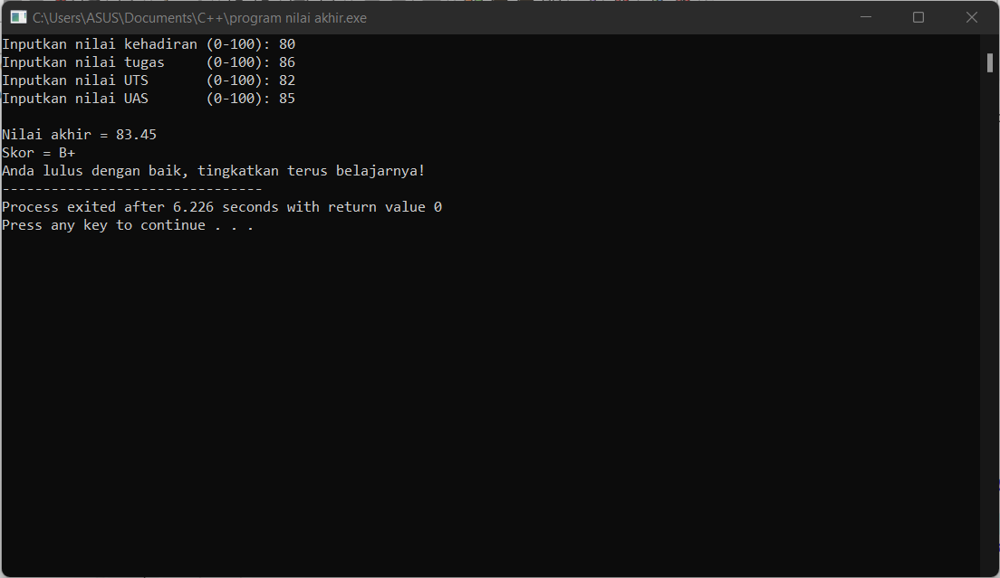 C:\Users\ASUS\Documents\C++\program nilai akhir.exe
Inputkan nilai kehadiran (0-100): 80
Inputkan nilai tugas     (0-100): 86
Inputkan nilai UTS       (0-100): 82
Inputkan nilai UAS       (0-100): 85

Nilai akhir = 83.45
Skor = B+
Anda lulus dengan baik, tingkatkan terus belajarnya!
--------------------------------
Process exited after 6.226 seconds with return value 0
Press any key to continue . . .